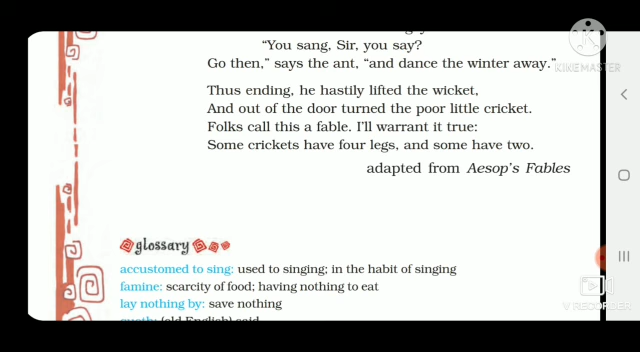 "You sang, Sir, you say?
Go then," says the ant, "and dance the winter away."
Thus ending, he hastily lifted the wicket,
And out of the door turned the poor little cricket.
Folks call this a fable. I'll warrant it true:
Some crickets have four legs, and some have two.
adapted from Aesop's Fables
glossary
accustomed to sing: used to singing; in the habit of singing
famine: scarcity of food; having nothing to eat
lay nothing by: save nothing
quoth: (old English) said
KINEMASTER
V RECORDER